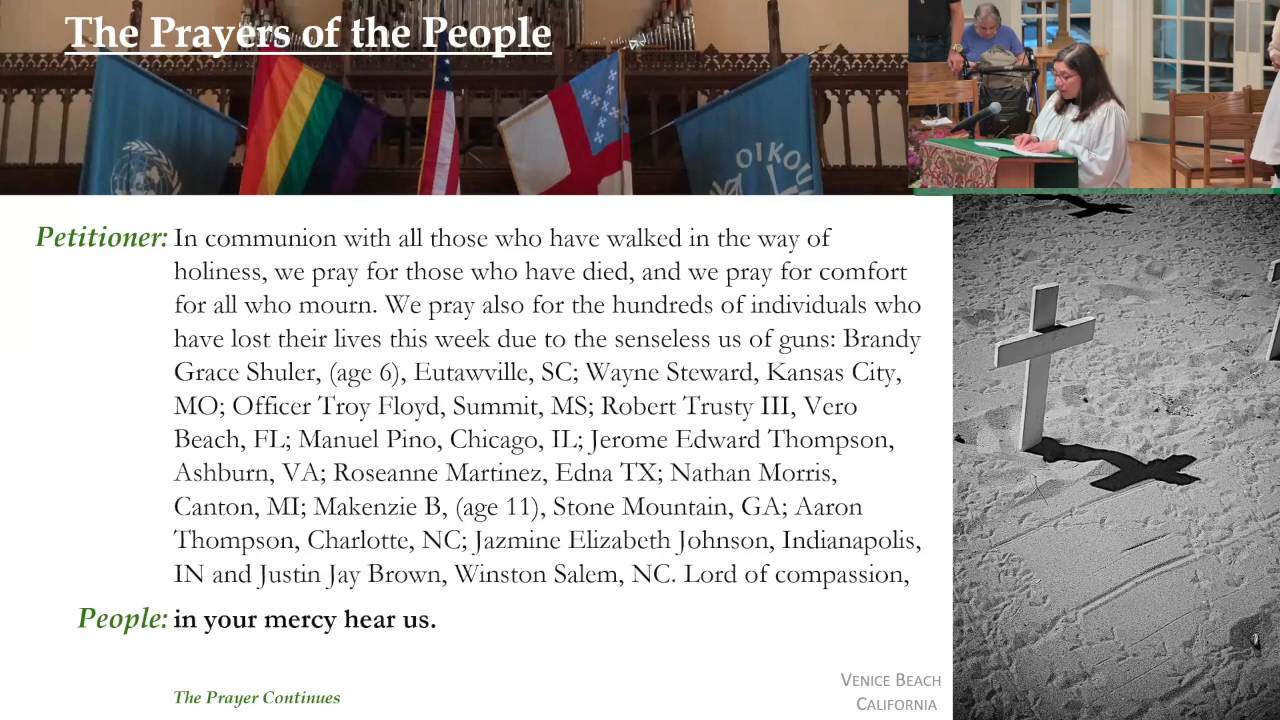 The Prayers of the People
OIKOU
Petitioner: In communion with all those who have walked in the way of
holiness, we pray for those who have died, and we pray for comfort
for all who mourn. We pray also for the hundreds of individuals who
have lost their lives this week due to the senseless us of guns: Brandy
Grace Shuler, (age 6), Eutawville, SC; Wayne Steward, Kansas City,
MO; Officer Troy Floyd, Summit, MS; Robert Trusty III, Vero
Beach, FL; Manuel Pino, Chicago, IL; Jerome Edward Thompson,
Ashburn, VA; Roseanne Martinez, Edna TX; Nathan Morris,
Canton, MI; Makenzie B, (age 11), Stone Mountain, GA; Aaron
Thompson, Charlotte, NC; Jazmine Elizabeth Johnson, Indianapolis,
IN and Justin Jay Brown, Winston Salem, NC. Lord of compassion,
People: in your mercy hear us.
The Prayer Continues
VENICE BEACH
CALIFORNIA